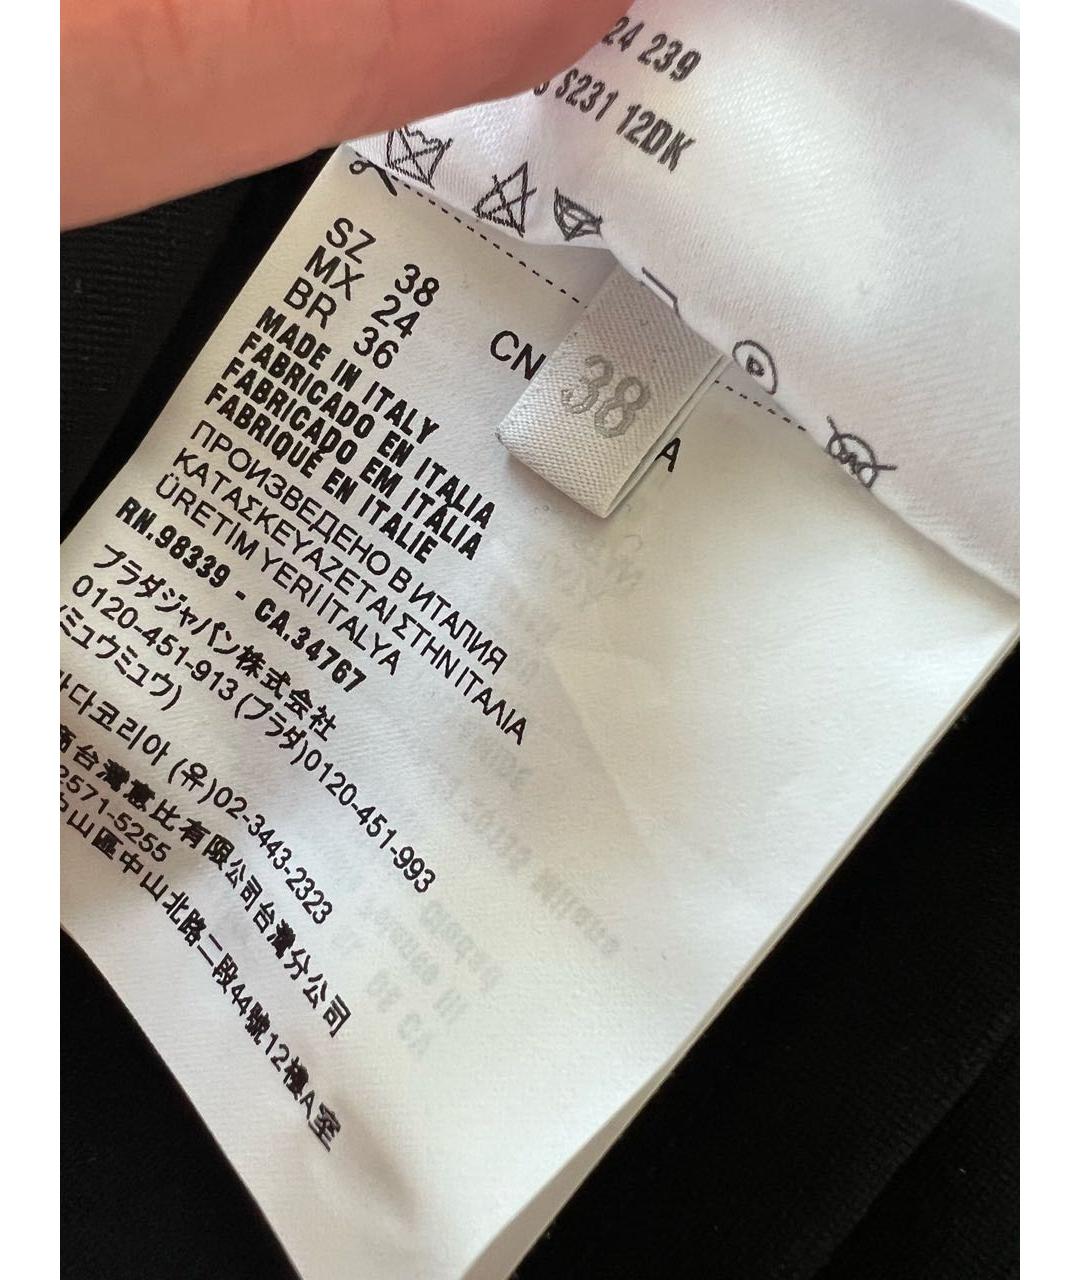 24 239
S231 12DK
SZ 38
MX 24
BR 36
CN
38
A
MADE IN ITALY
FABRICADO EN ITALIA
FABRICADO EM ITÁLIA
FABRIQUÉ EN ITALIE
ПРОИЗВЕДЕНО В ИТАЛИЯ
ΚΑΤΑΣΚΕΥΑΖΕΤΑΙ ΣΤΗΝ ΙΤΑΛΙΑ
ÜRETIM YERI ITALYA
RN.98339 - CA.34767
プラダジャパン株式会社
0120-451-913 (プラダ)0120-451-993
(ミュウミュウ)
다코리아 (유)02-3443-2323
商台灣惠比有限公司台灣分公司
2571-5255
山區中山北路二段44號12樓A室